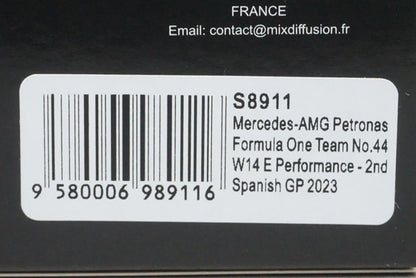 FRANCE
Email: contact@mixdiffusion.fr
S8911
Mercedes-AMG Petronas
Formula One Team No.44
W14 E Performance - 2nd
Spanish GP 2023
9 580006 989116